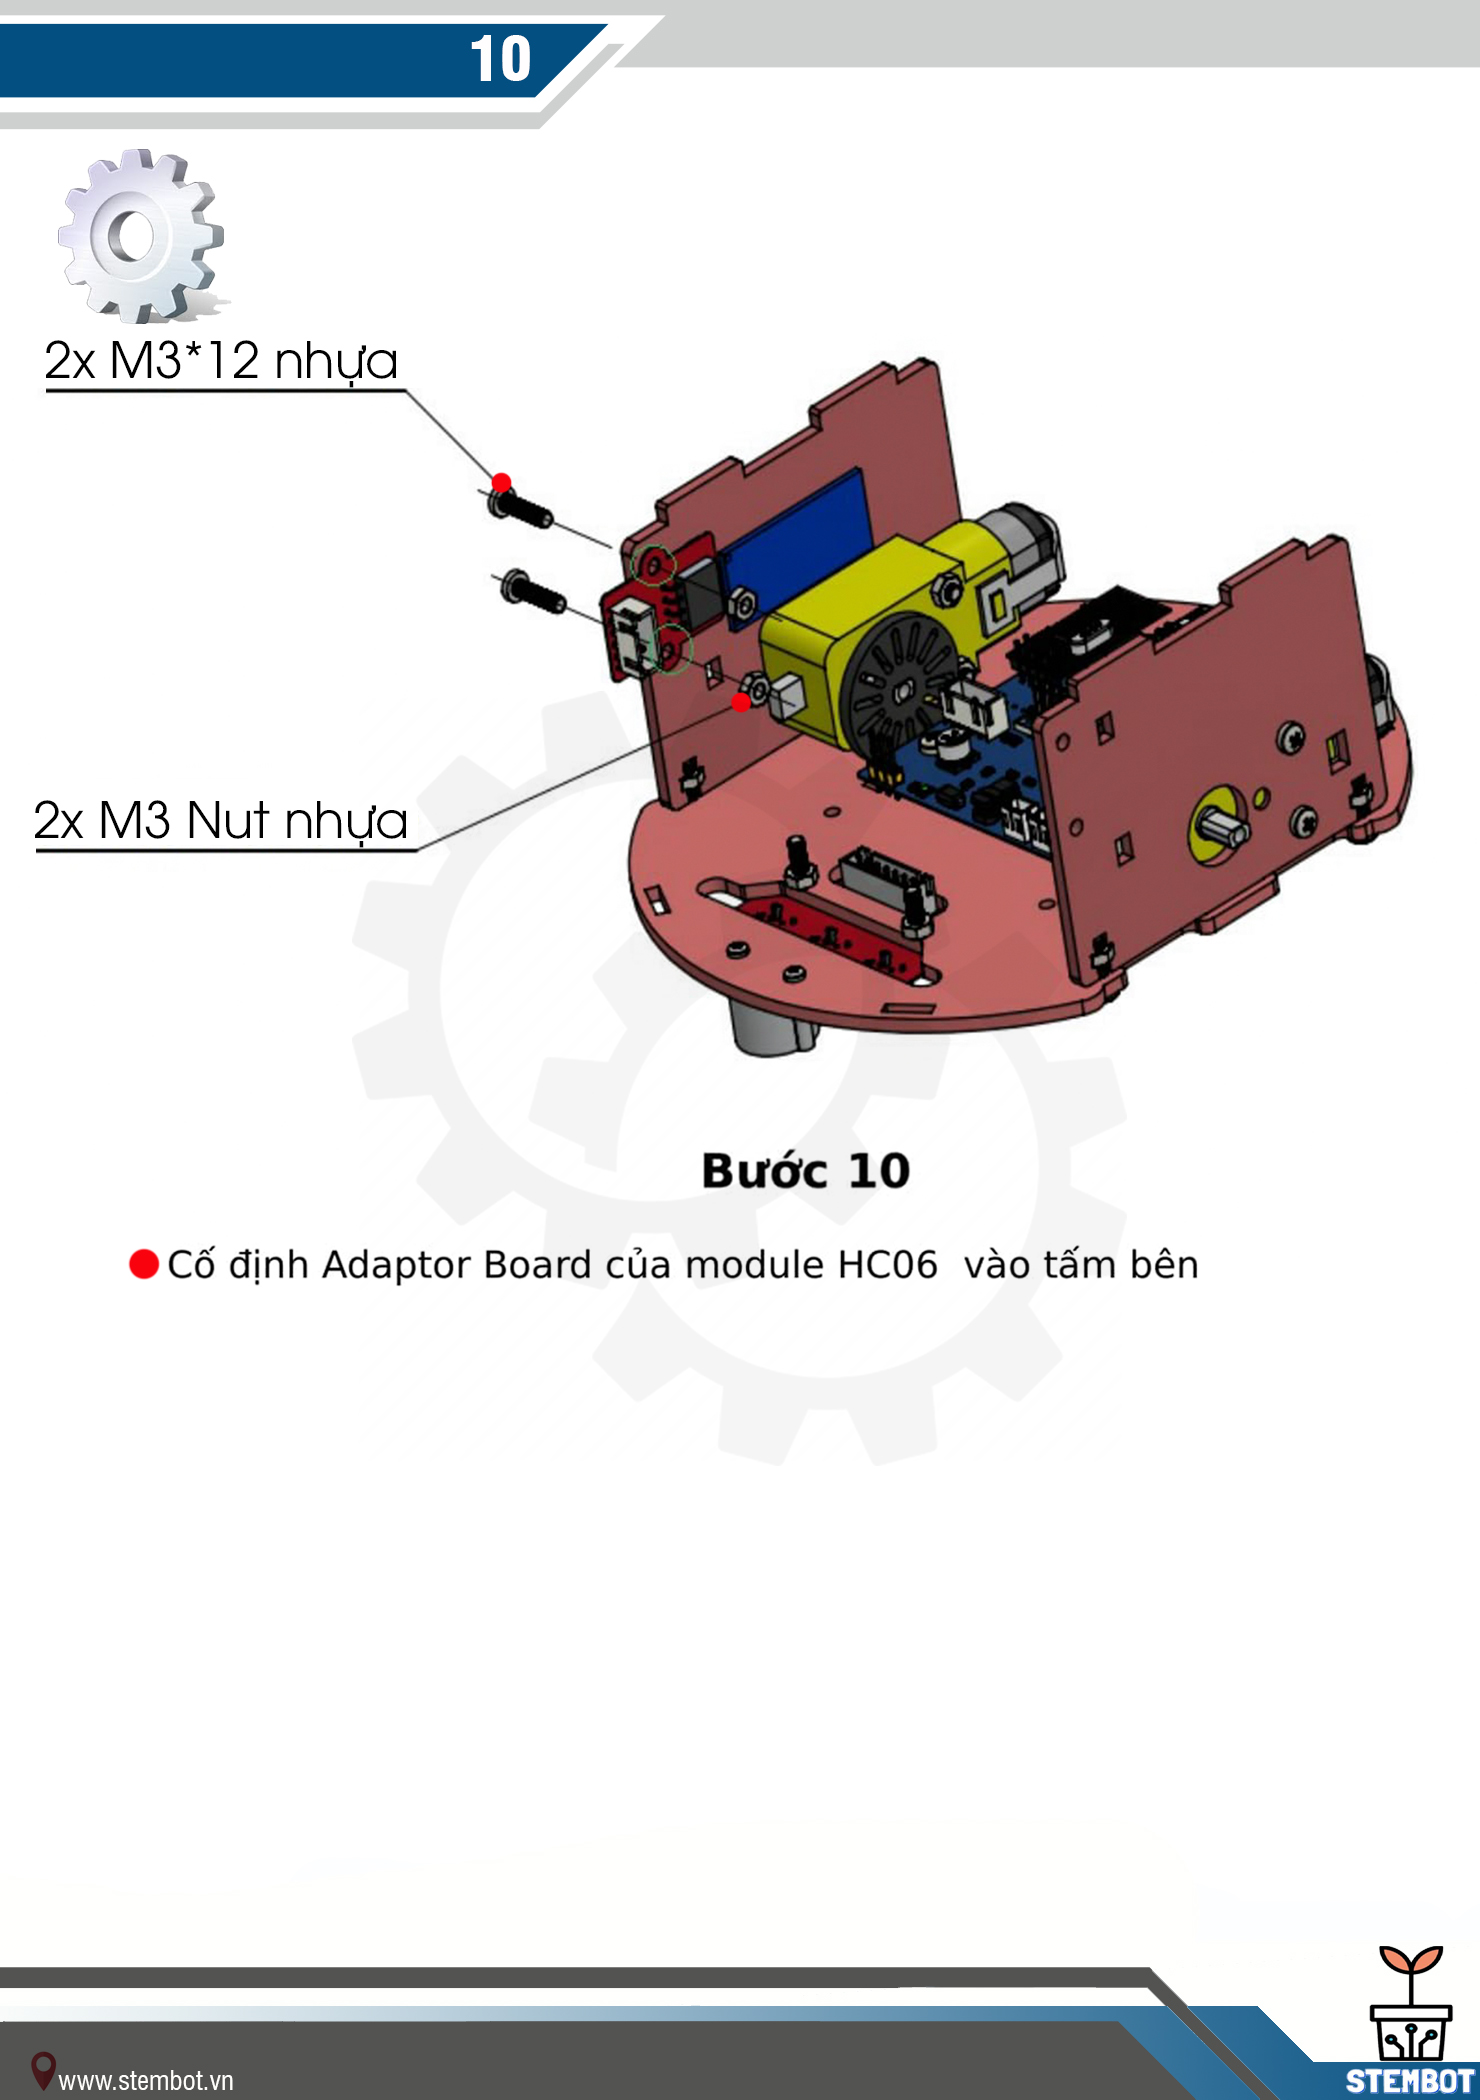 10
2x M3*12 nhựa
2x M3 Nut nhựa
Bước 10
Cố định Adaptor Board của module HC06 vào tấm bên
www.stembot.vn
STEMBOT